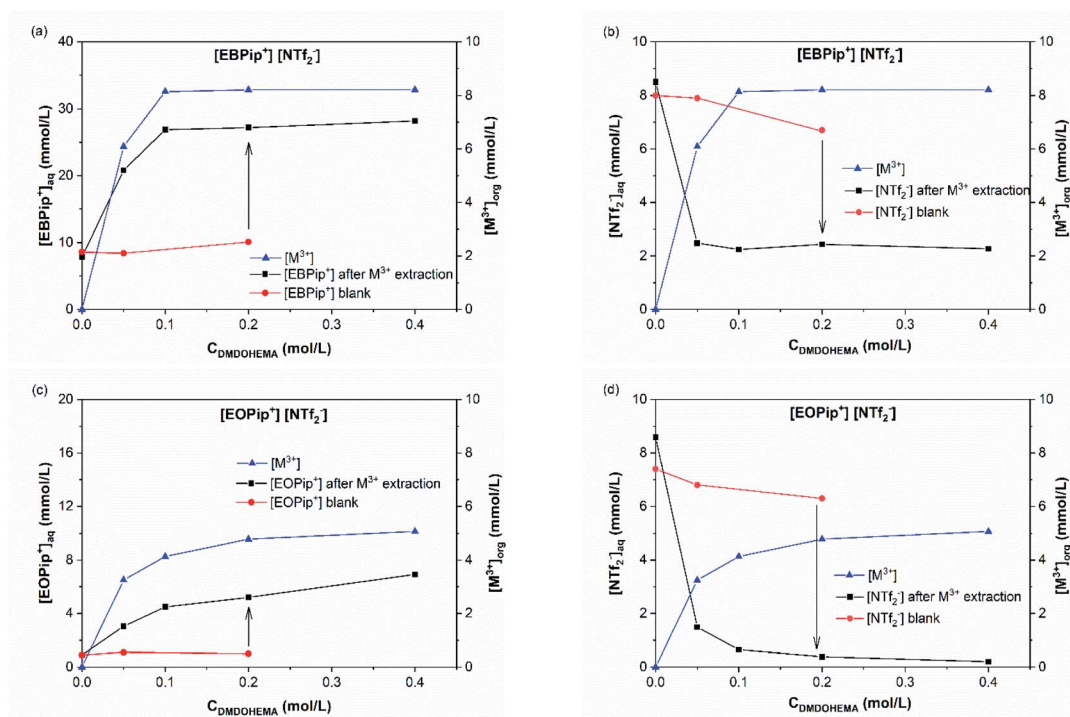 (a)
[EBPip⁺] [NTf₂⁻]
40
30
20
10
0
[EBPip⁺]aq (mmol/L)
10
8
6
4
2
0
[M³⁺]org (mmol/L)
[M³⁺]
[EBPip⁺] after M³⁺ extraction
[EBPip⁺] blank
0.0 0.1 0.2 0.3 0.4
C_DMDOHEMA (mol/L)
(b)
[EBPip⁺] [NTf₂⁻]
10
8
6
4
2
0
[NTf₂⁻]aq (mmol/L)
10
8
6
4
2
0
[M³⁺]org (mmol/L)
[M³⁺]
[NTf₂⁻] after M³⁺ extraction
[NTf₂⁻] blank
0.0 0.1 0.2 0.3 0.4
C_DMDOHEMA (mol/L)
(c)
[EOPip⁺] [NTf₂⁻]
20
16
12
8
4
0
[EOPip⁺]aq (mmol/L)
10
8
6
4
2
0
[M³⁺]org (mmol/L)
[M³⁺]
[EOPip⁺] after M³⁺ extraction
[EOPip⁺] blank
0.0 0.1 0.2 0.3 0.4
C_DMDOHEMA (mol/L)
(d)
[EOPip⁺] [NTf₂⁻]
10
8
6
4
2
0
[NTf₂⁻]aq (mmol/L)
10
8
6
4
2
0
[M³⁺]org (mmol/L)
[M³⁺]
[NTf₂⁻] after M³⁺ extraction
[NTf₂⁻] blank
0.0 0.1 0.2 0.3 0.4
C_DMDOHEMA (mol/L)